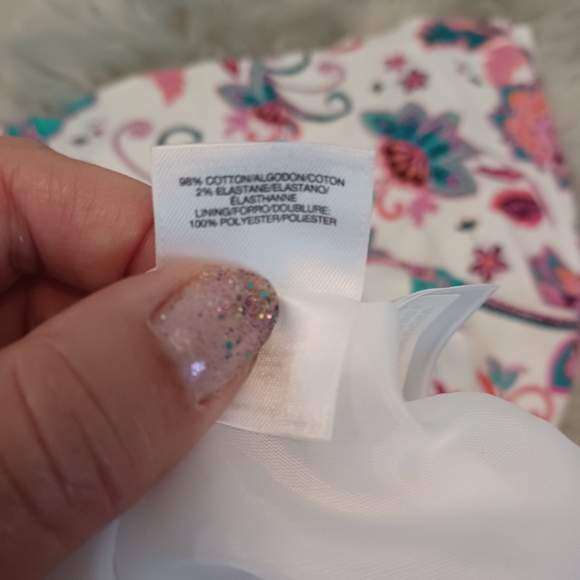 98% COTTON/ALGODON/COTON
2% ELASTANE/ELASTANO/
ÉLASTHANNE
LINING/FORRO/DOUBLURE:
100% POLYESTER/POLIESTER